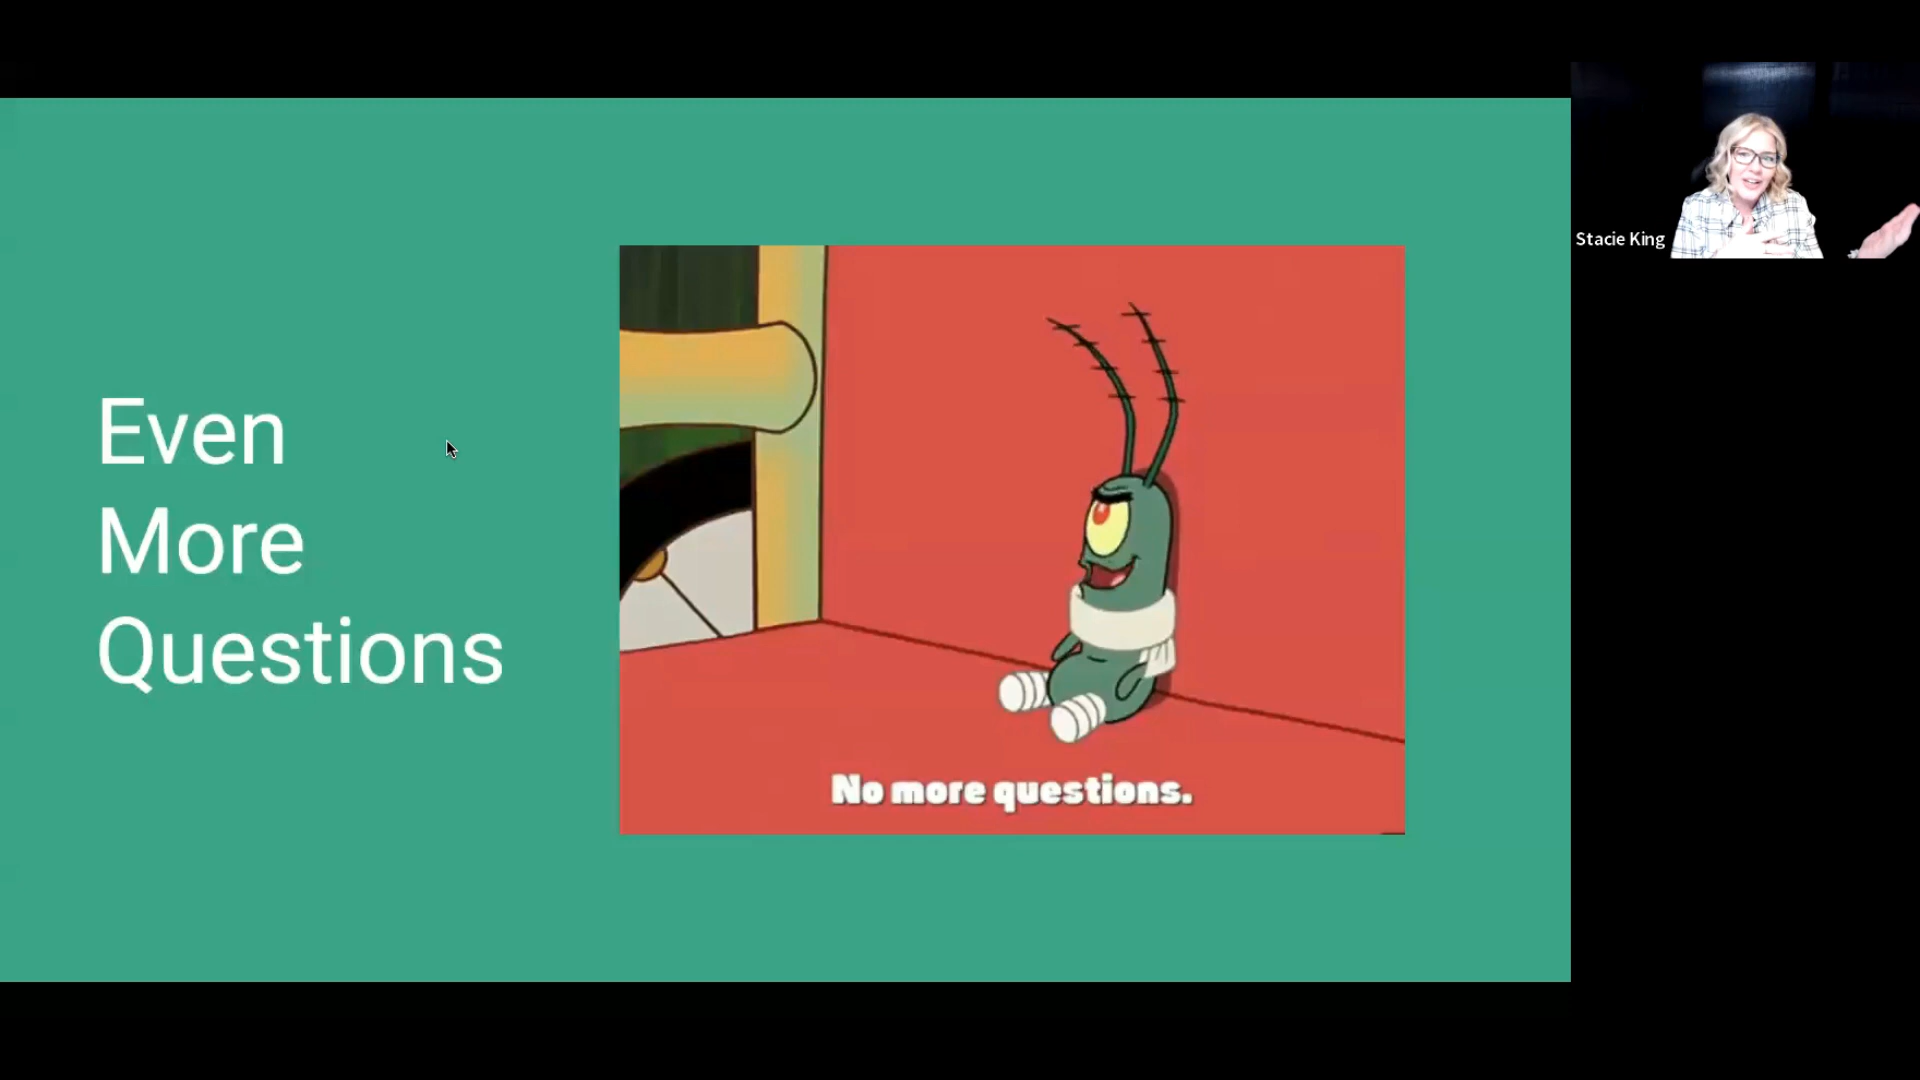 Even
More
Questions
No more questions.
Stacie King